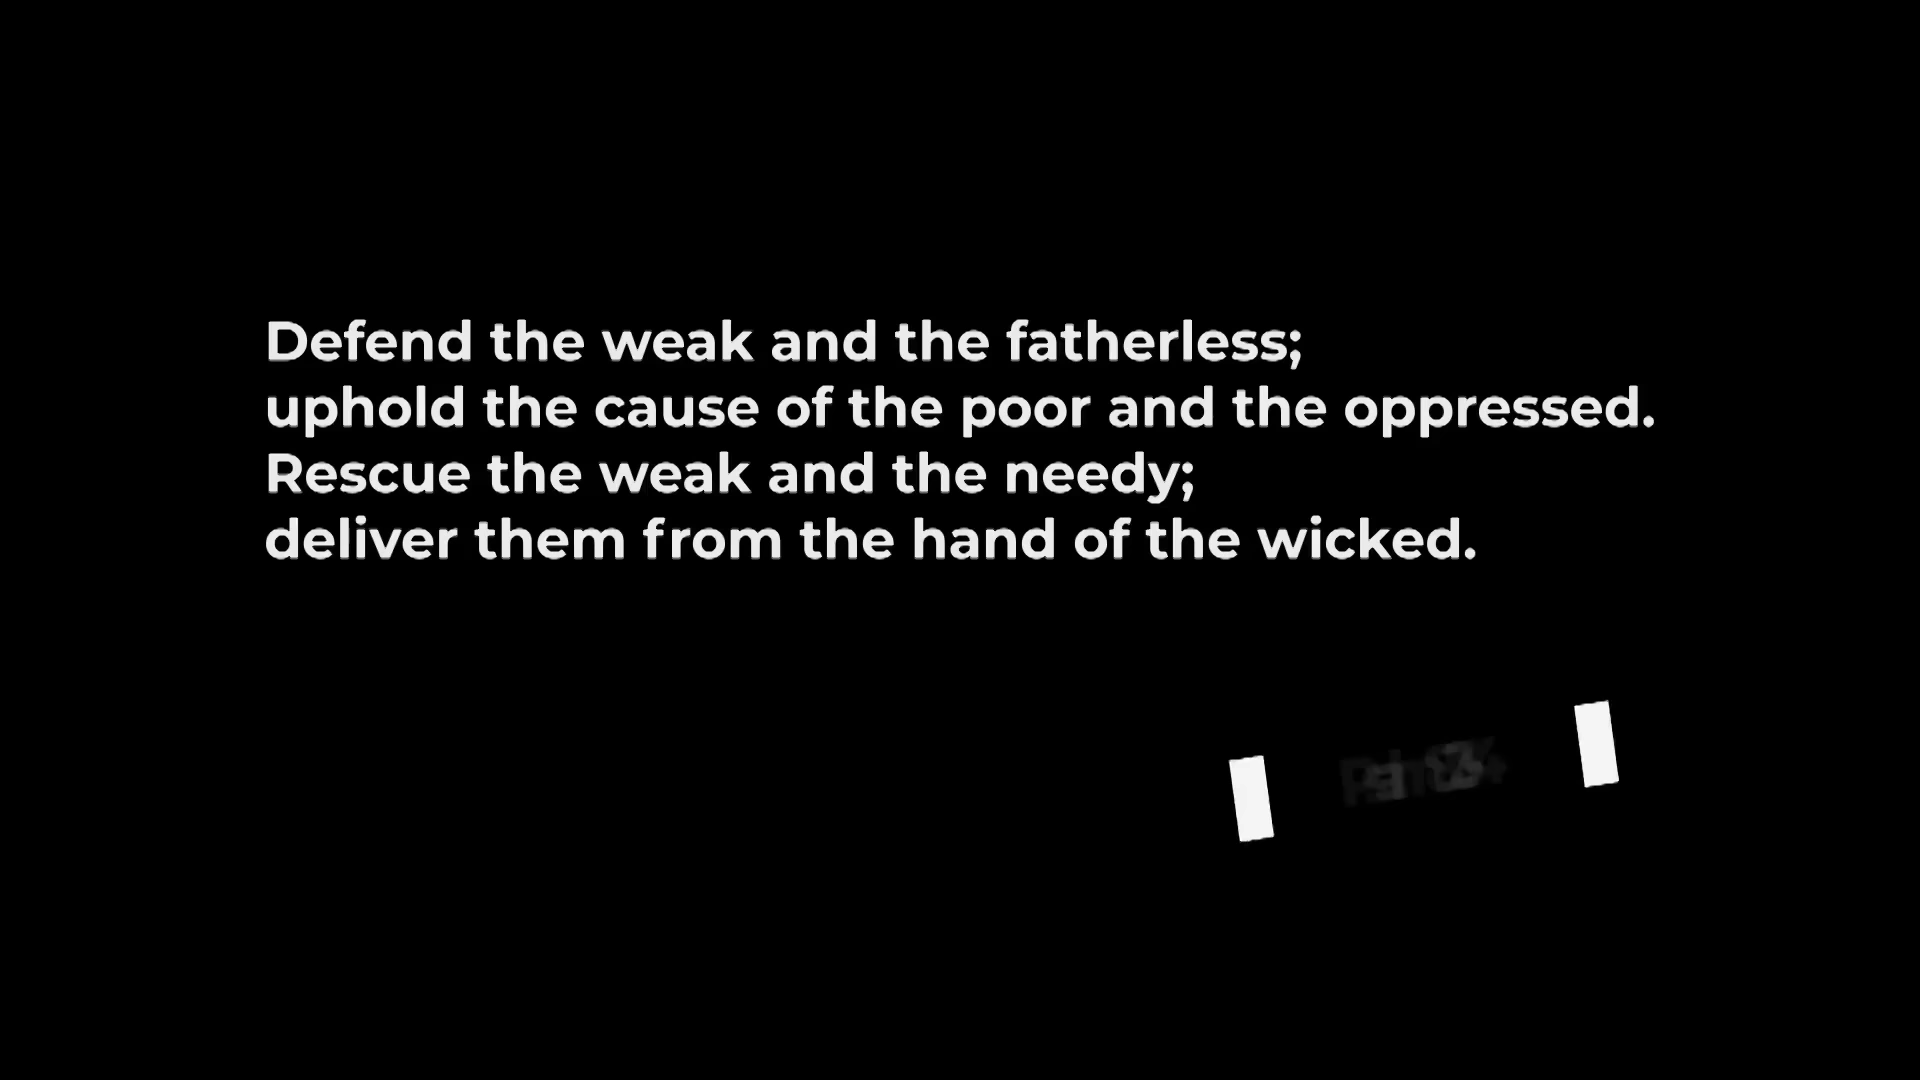 Defend the weak and the fatherless;
uphold the cause of the poor and the oppressed.
Rescue the weak and the needy;
deliver them from the hand of the wicked.